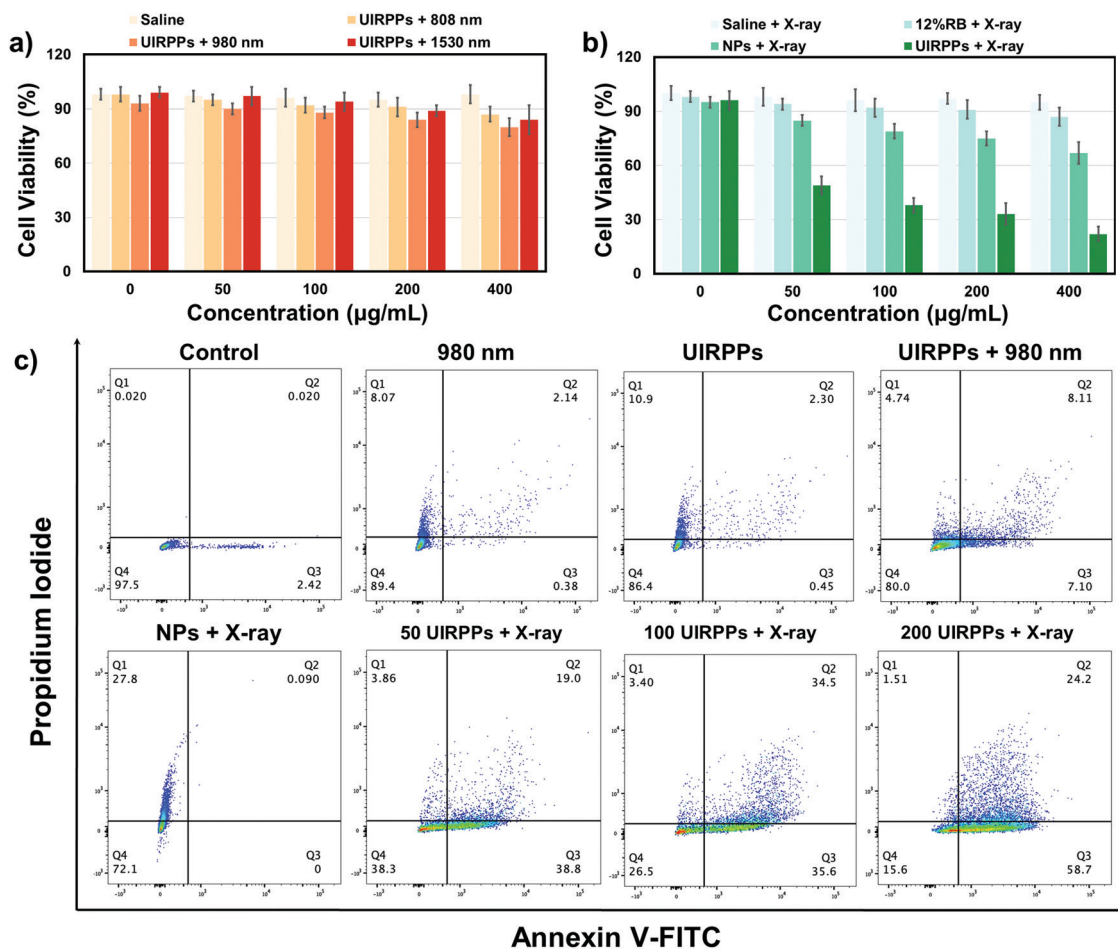 a)
Saline
UIRPPs + 808 nm
UIRPPs + 980 nm
UIRPPs + 1530 nm
Cell Viability (%)
120
90
60
30
0
0 50 100 200 400
Concentration (µg/mL)
b)
Saline + X-ray
12%RB + X-ray
NPs + X-ray
UIRPPs + X-ray
Cell Viability (%)
120
90
60
30
0
0 50 100 200 400
Concentration (µg/mL)
c)
Propidium Iodide
Control
Q1
0.020
Q2
0.020
Q4
97.5
Q3
2.42
980 nm
Q1
8.07
Q2
2.14
Q4
89.4
Q3
0.38
UIRPPs
Q1
10.9
Q2
2.30
Q4
86.4
Q3
0.45
UIRPPs + 980 nm
Q1
4.74
Q2
8.11
Q4
80.0
Q3
7.10
NPs + X-ray
Q1
27.8
Q2
0.090
Q4
72.1
Q3
0
50 UIRPPs + X-ray
Q1
3.86
Q2
19.0
Q4
38.3
Q3
38.8
100 UIRPPs + X-ray
Q1
3.40
Q2
34.5
Q4
26.5
Q3
35.6
200 UIRPPs + X-ray
Q1
1.51
Q2
24.2
Q4
15.6
Q3
58.7
Annexin V-FITC